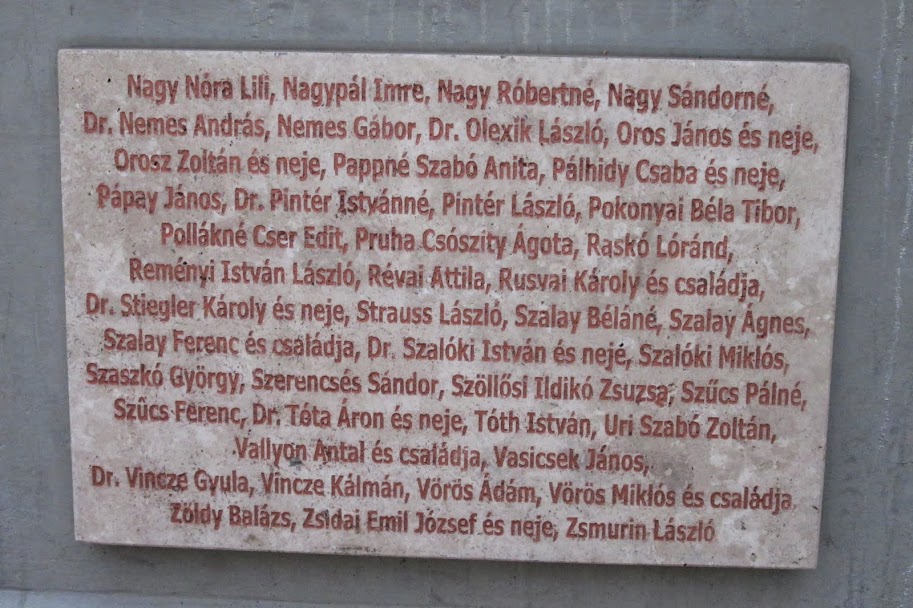 Nagy Nóra Lili, Nagypál Imre, Nagy Róbertné, Nagy Sándorné,
Dr. Nemes András, Nemes Gábor, Dr. Olexik László, Oros János és neje,
Orosz Zoltán és neje, Pappné Szabó Anita, Pálhidy Csaba és neje,
Pápay János, Dr. Pintér Istvánné, Pintér László, Pokonyai Béla Tibor,
Pollákné Cser Edit, Pruha Csószity Ágota, Raskó Lóránd,
Reményi István László, Révai Attila, Rusvai Károly és családja,
Dr. Stiegler Károly és neje, Strauss László, Szalay Béláné, Szalay Ágnes,
Szalay Ferenc és családja, Dr. Szalóki István és neje, Szalóki Miklós,
Szaszkó György, Szerencsés Sándor, Szöllősi Ildikó Zsuzsa, Szűcs Pálné,
Szűcs Ferenc, Dr. Tóta Áron és neje, Tóth István, Uri Szabó Zoltán,
Vallyon Antal és családja, Vasicsek János,
Dr. Vincze Gyula, Vincze Kálmán, Vörös Ádám, Vörös Miklós és családja,
Zöldy Balázs, Zsidai Emil József és neje, Zsmurin László